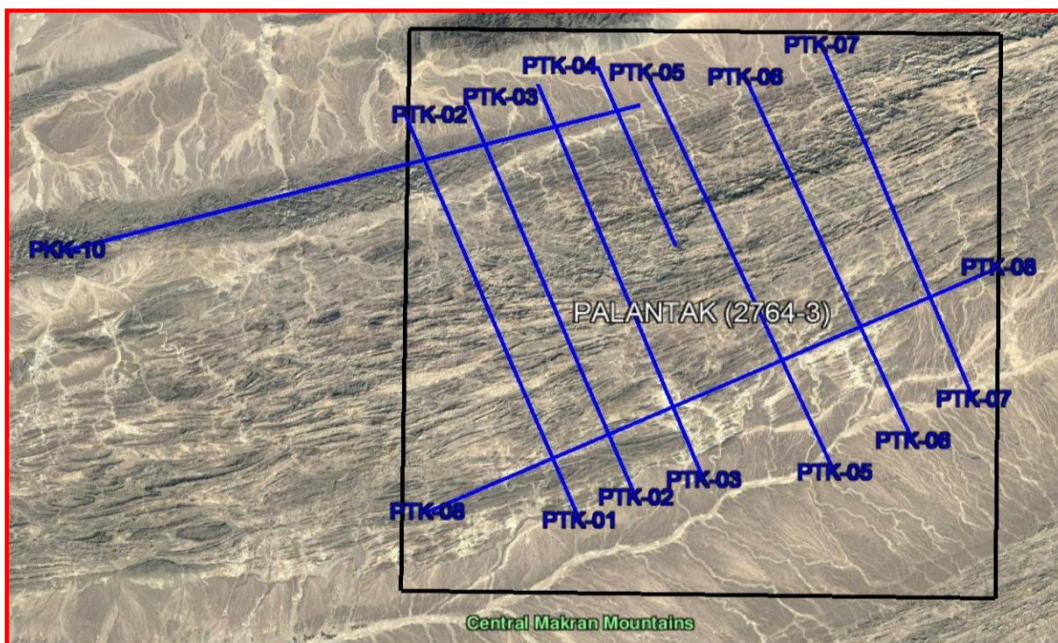 PTK-07
PTK-04
PTK-05
PTK-06
PTK-03
PTK-02
PKK-10
PTK-08
PALANTAK (2764-3)
PTK-07
PTK-06
PTK-05
PTK-03
PTK-02
PTK-08
PTK-01
Central Makran Mountains